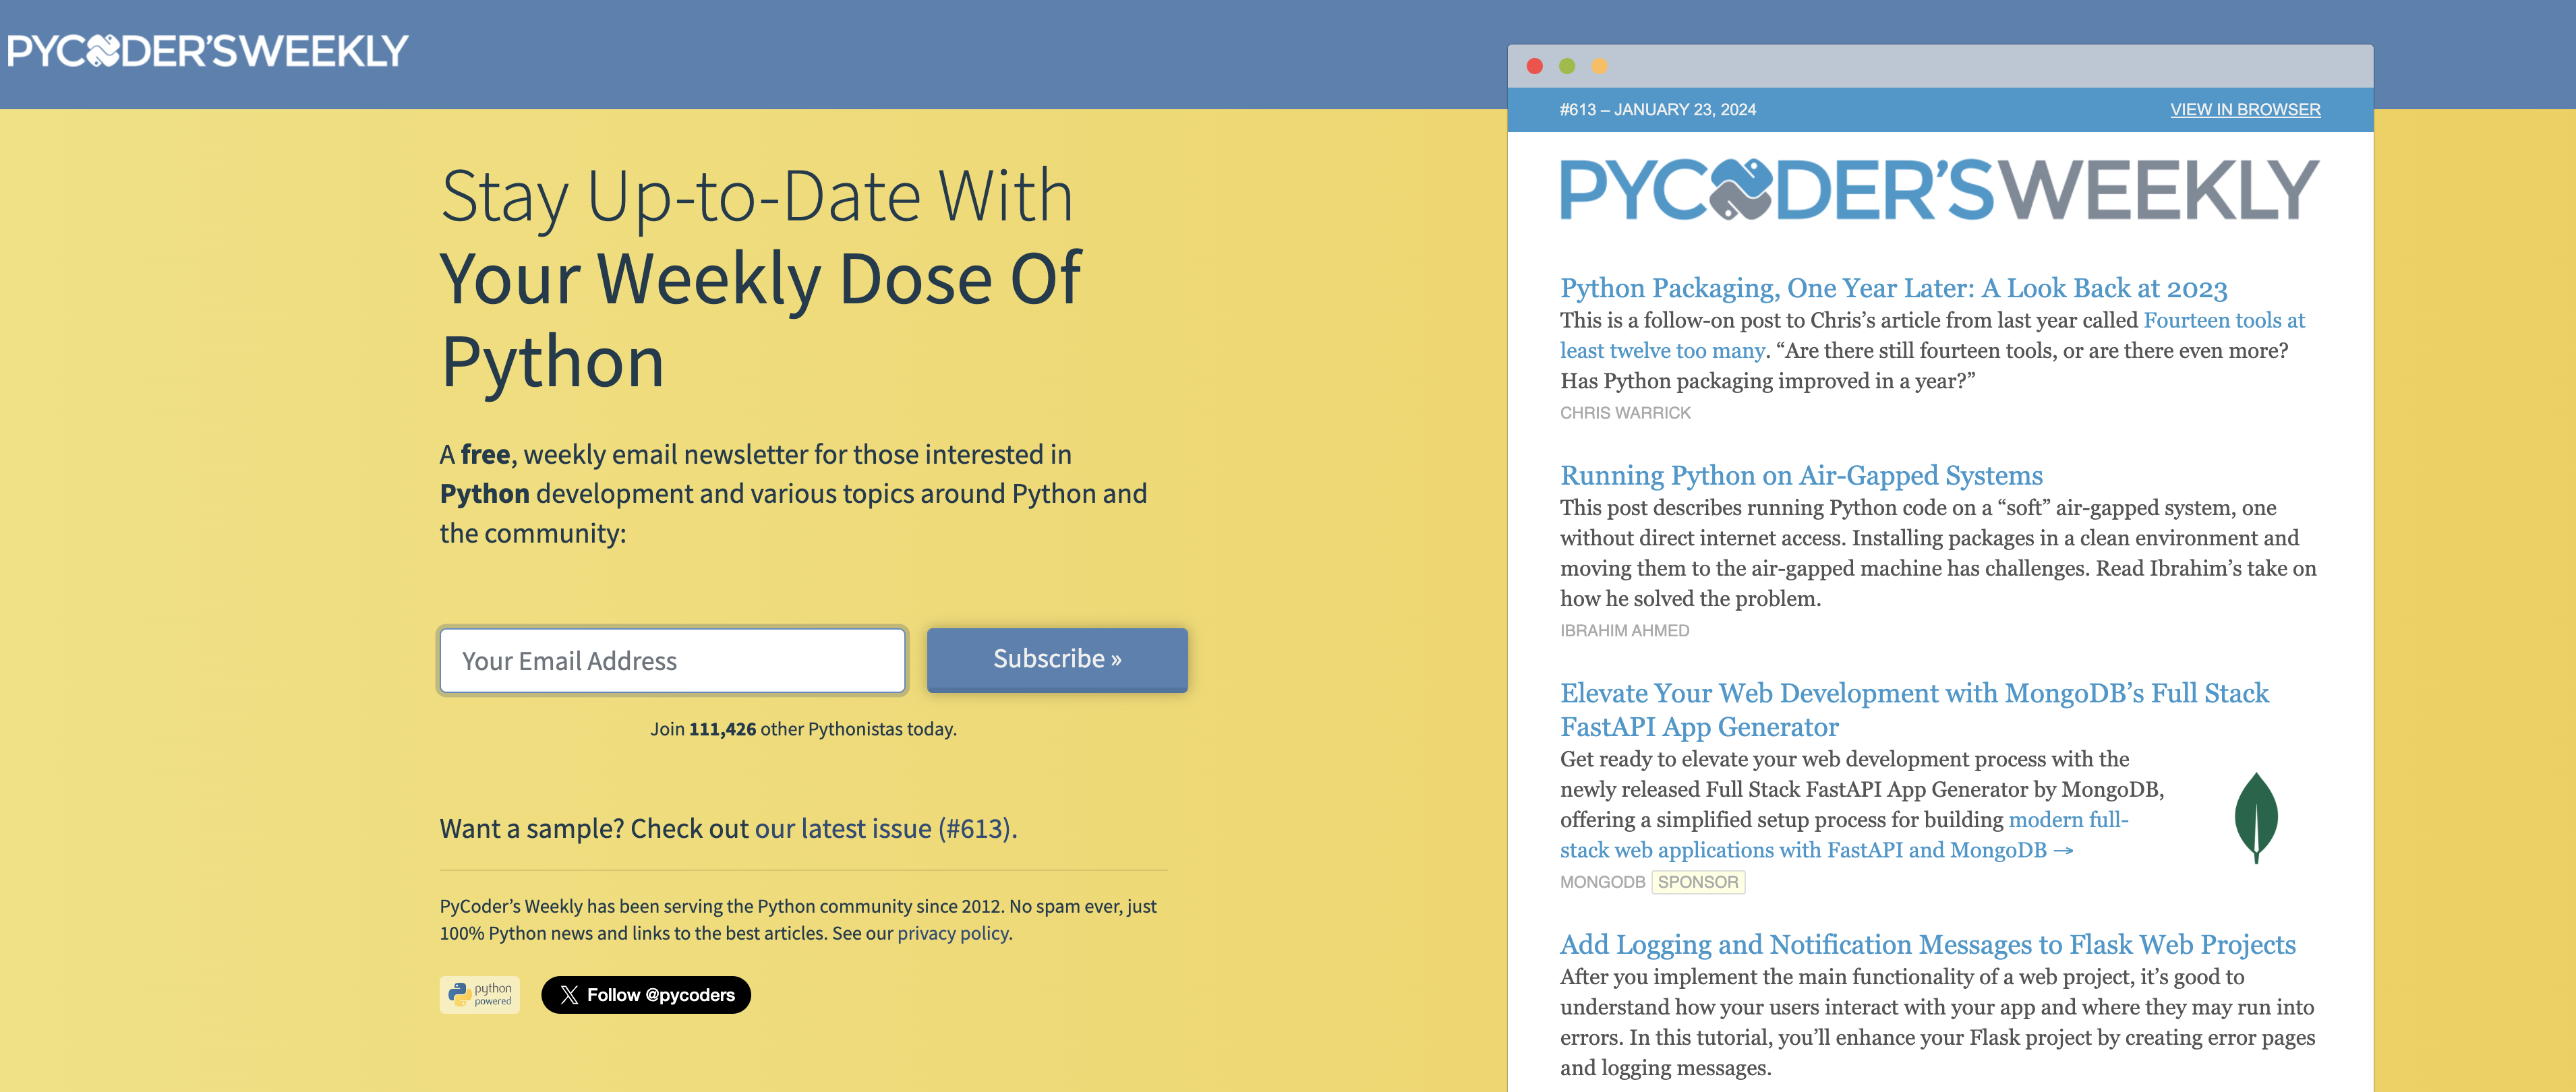 PYCODER'SWEEKLY
Stay Up-to-Date With
Your Weekly Dose Of
Python
A free, weekly email newsletter for those interested in
Python development and various topics around Python and
the community:
Your Email Address
Subscribe »
Join 111,426 other Pythonistas today.
Want a sample? Check out our latest issue (#613).
PyCoder’s Weekly has been serving the Python community since 2012. No spam ever, just
100% Python news and links to the best articles. See our privacy policy.
python
powered
Follow @pycoders
#613 – JANUARY 23, 2024
VIEW IN BROWSER
PYCODER'SWEEKLY
Python Packaging, One Year Later: A Look Back at 2023
This is a follow-on post to Chris’s article from last year called Fourteen tools at
least twelve too many. “Are there still fourteen tools, or are there even more?
Has Python packaging improved in a year?”
CHRIS WARRICK
Running Python on Air-Gapped Systems
This post describes running Python code on a “soft” air-gapped system, one
without direct internet access. Installing packages in a clean environment and
moving them to the air-gapped machine has challenges. Read Ibrahim’s take on
how he solved the problem.
IBRAHIM AHMED
Elevate Your Web Development with MongoDB’s Full Stack
FastAPI App Generator
Get ready to elevate your web development process with the
newly released Full Stack FastAPI App Generator by MongoDB,
offering a simplified setup process for building modern full-
stack web applications with FastAPI and MongoDB →
MONGODB SPONSOR
Add Logging and Notification Messages to Flask Web Projects
After you implement the main functionality of a web project, it’s good to
understand how your users interact with your app and where they may run into
errors. In this tutorial, you’ll enhance your Flask project by creating error pages
and logging messages.